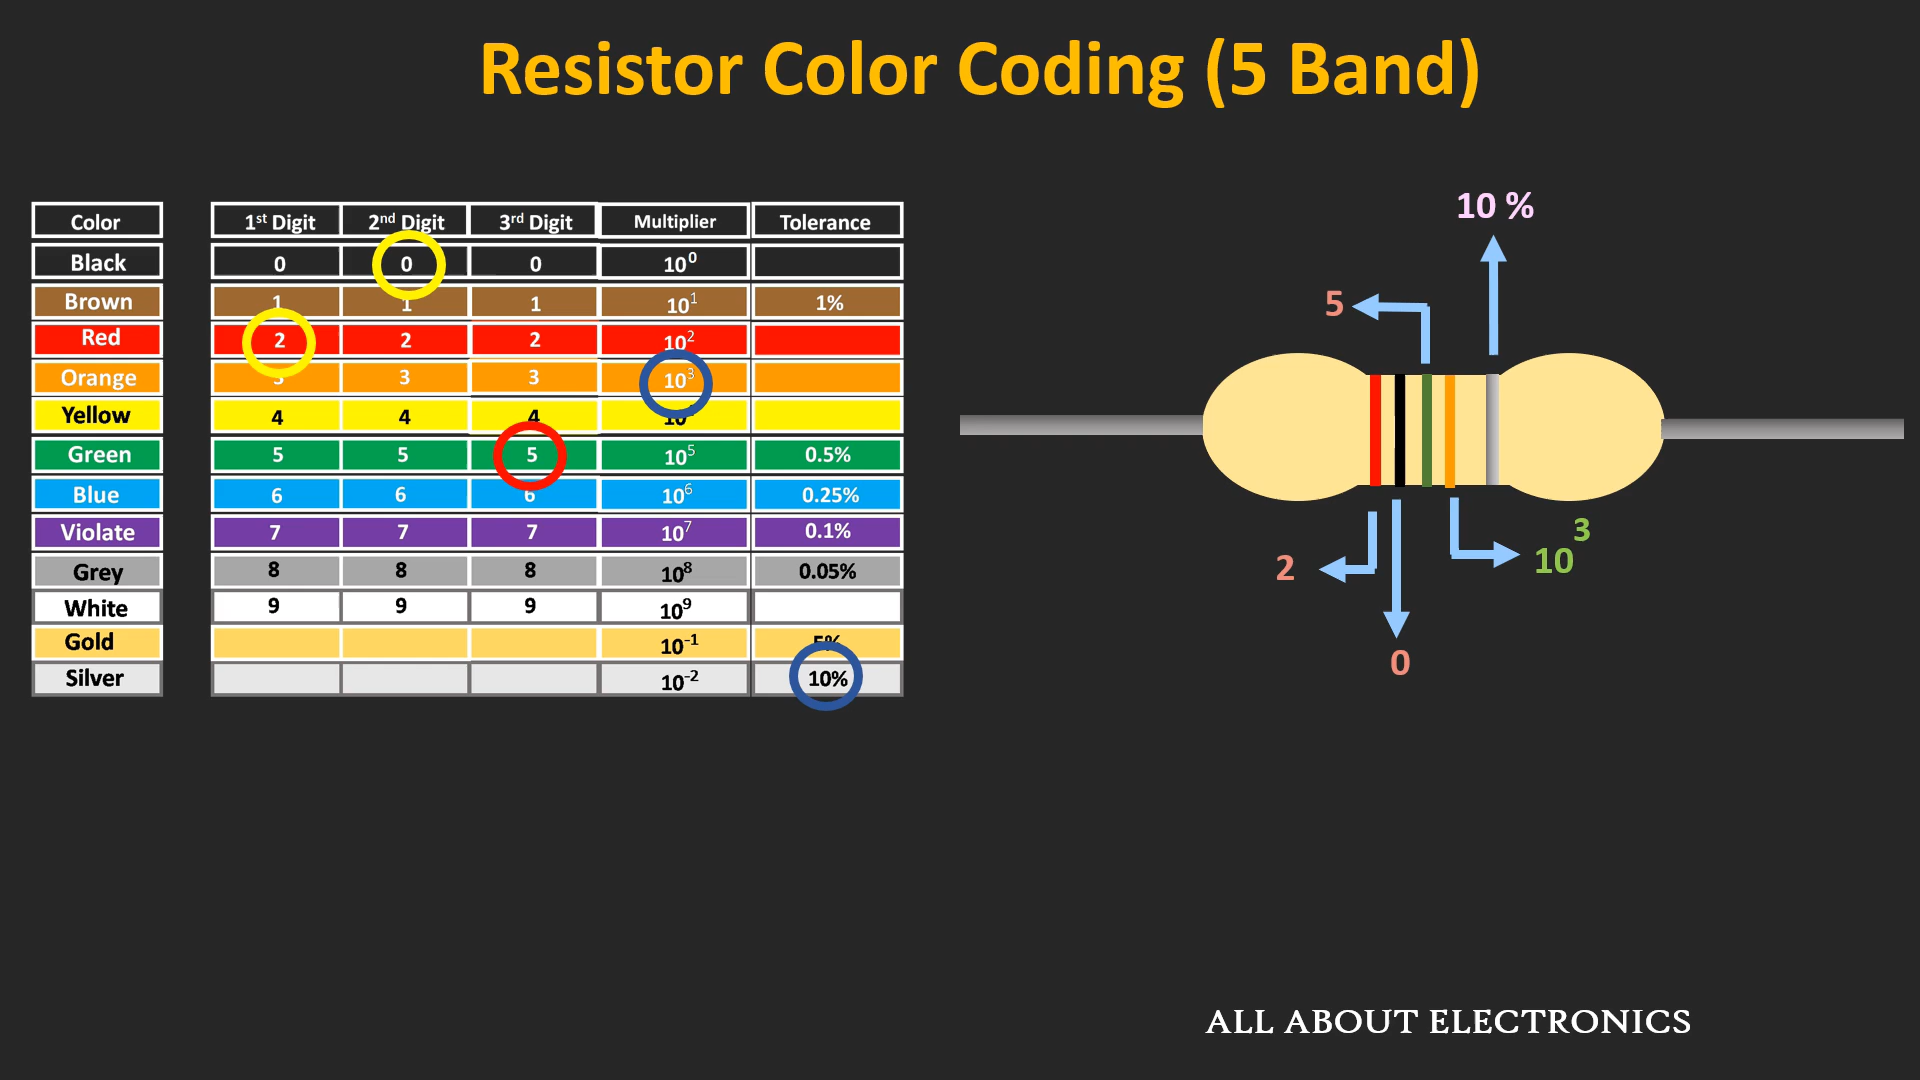 Resistor Color Coding (5 Band)
Color 1st Digit 2nd Digit 3rd Digit Multiplier Tolerance
Black 0 0 0 10⁰
Brown 1 1 1 10¹ 1%
Red 2 2 2 10²
Orange 3 3 3 10³
Yellow 4 4 4 10
Green 5 5 5 10⁵ 0.5%
Blue 6 6 6 10⁶ 0.25%
Violate 7 7 7 10⁷ 0.1%
Grey 8 8 8 10⁸ 0.05%
White 9 9 9 10⁹
Gold 10⁻¹ 5%
Silver 10⁻² 10%
10 %
5
2
10³
0
ALL ABOUT ELECTRONICS